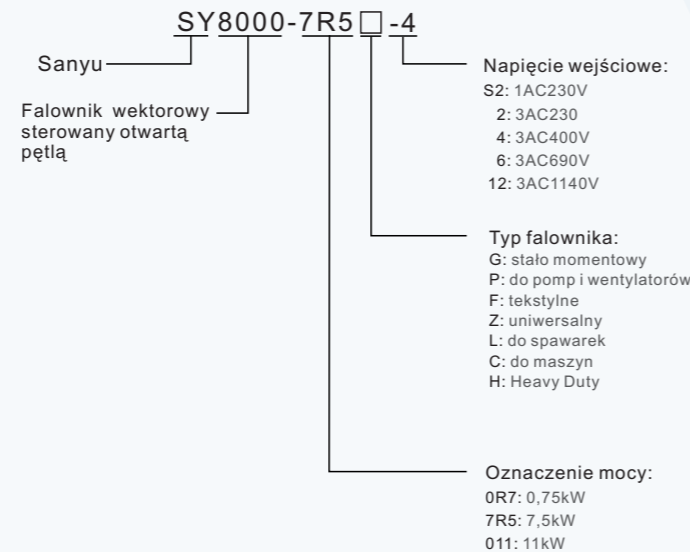 SY8000-7R5□-4
Sanyu
Falownik wektorowy
sterowany otwartą
pętlą
Napięcie wejściowe:
S2: 1AC230V
2: 3AC230
4: 3AC400V
6: 3AC690V
12: 3AC1140V
Typ falownika:
G: stało momentowy
P: do pomp i wentylatorów
F: tekstylne
Z: uniwersalny
L: do spawarek
C: do maszyn
H: Heavy Duty
Oznaczenie mocy:
0R7: 0,75kW
7R5: 7,5kW
011: 11kW